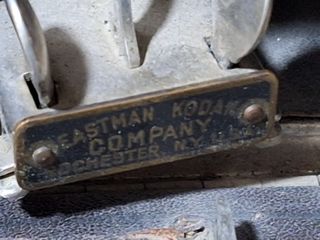 EASTMAN KODAK
COMPANY
ROCHESTER, N.Y., U.S.A.